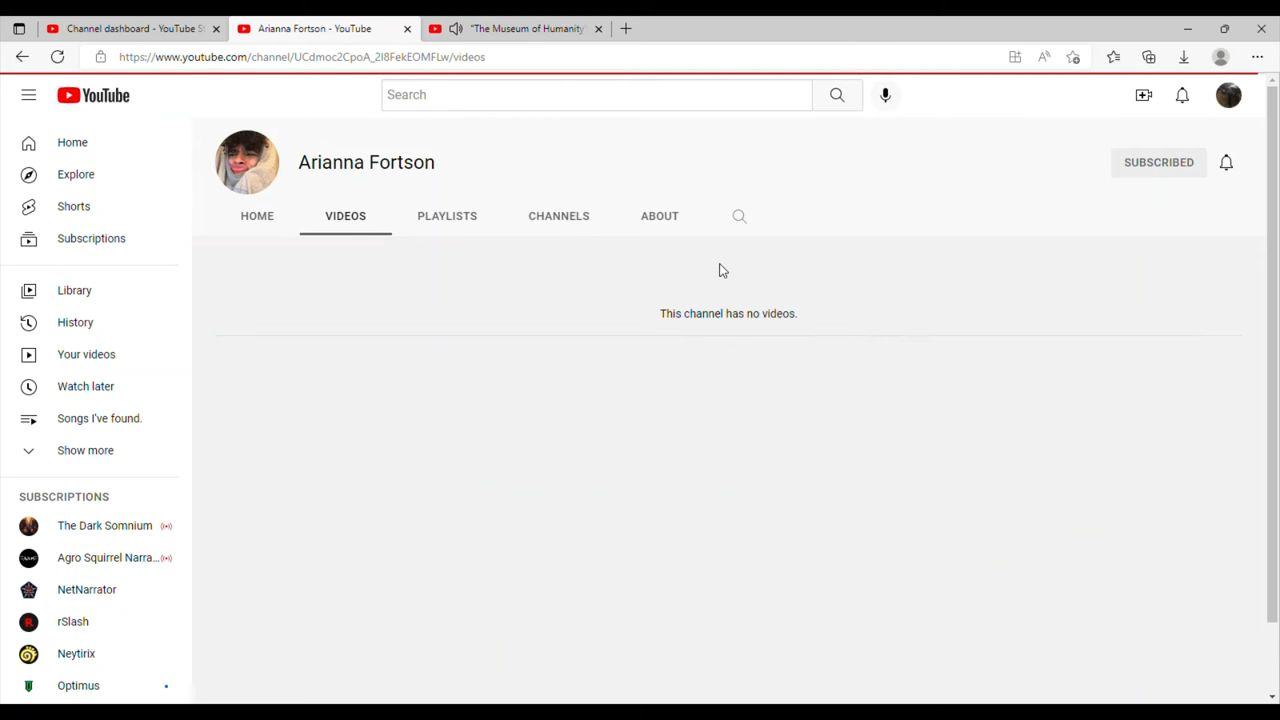 Channel dashboard - YouTube S
Arianna Fortson - YouTube
"The Museum of Humanity
https://www.youtube.com/channel/UCdmoc2CpoA_2I8FekEOMFLw/videos
YouTube
Search
Home
Explore
Shorts
Subscriptions
Library
History
Your videos
Watch later
Songs I've found.
Show more
SUBSCRIPTIONS
The Dark Somnium
Agro Squirrel Narra...
NetNarrator
rSlash
Neytirix
Optimus
Arianna Fortson
SUBSCRIBED
HOME VIDEOS PLAYLISTS CHANNELS ABOUT
This channel has no videos.